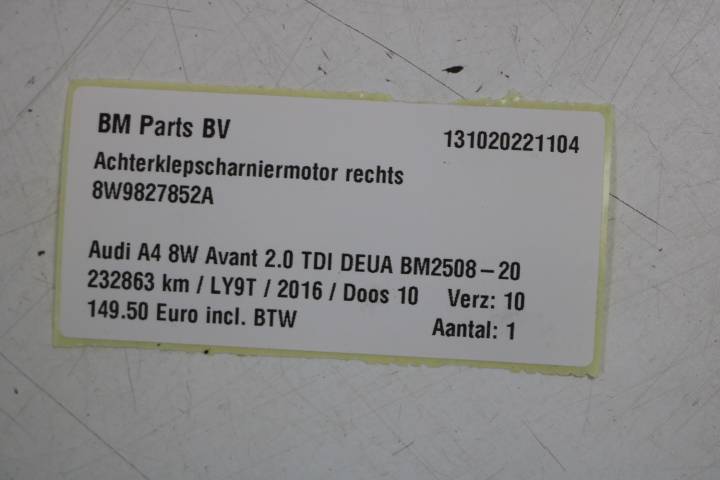 BM Parts BV 131020221104
Achterklepscharniermotor rechts
8W9827852A
Audi A4 8W Avant 2.0 TDI DEUA BM2508-20
232863 km / LY9T / 2016 / Doos 10 Verz: 10
149.50 Euro incl. BTW Aantal: 1